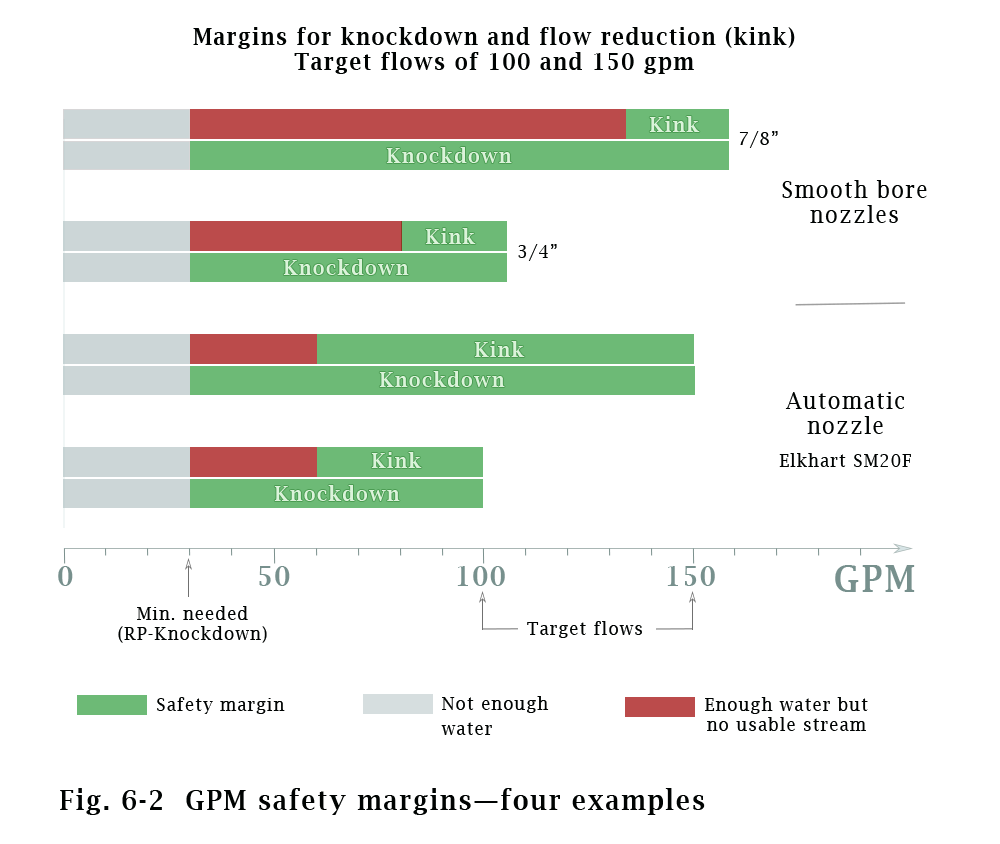 Margins for knockdown and flow reduction (kink)
Target flows of 100 and 150 gpm
Kink
Knockdown
7/8”
Smooth bore
nozzles
Kink
Knockdown
3/4”
Kink
Knockdown
Automatic
nozzle
Elkhart SM20F
Kink
Knockdown
0 50 100 150 GPM
Min. needed
(RP-Knockdown)
Target flows
Safety margin
Not enough
water
Enough water but
no usable stream
Fig. 6-2 GPM safety margins—four examples